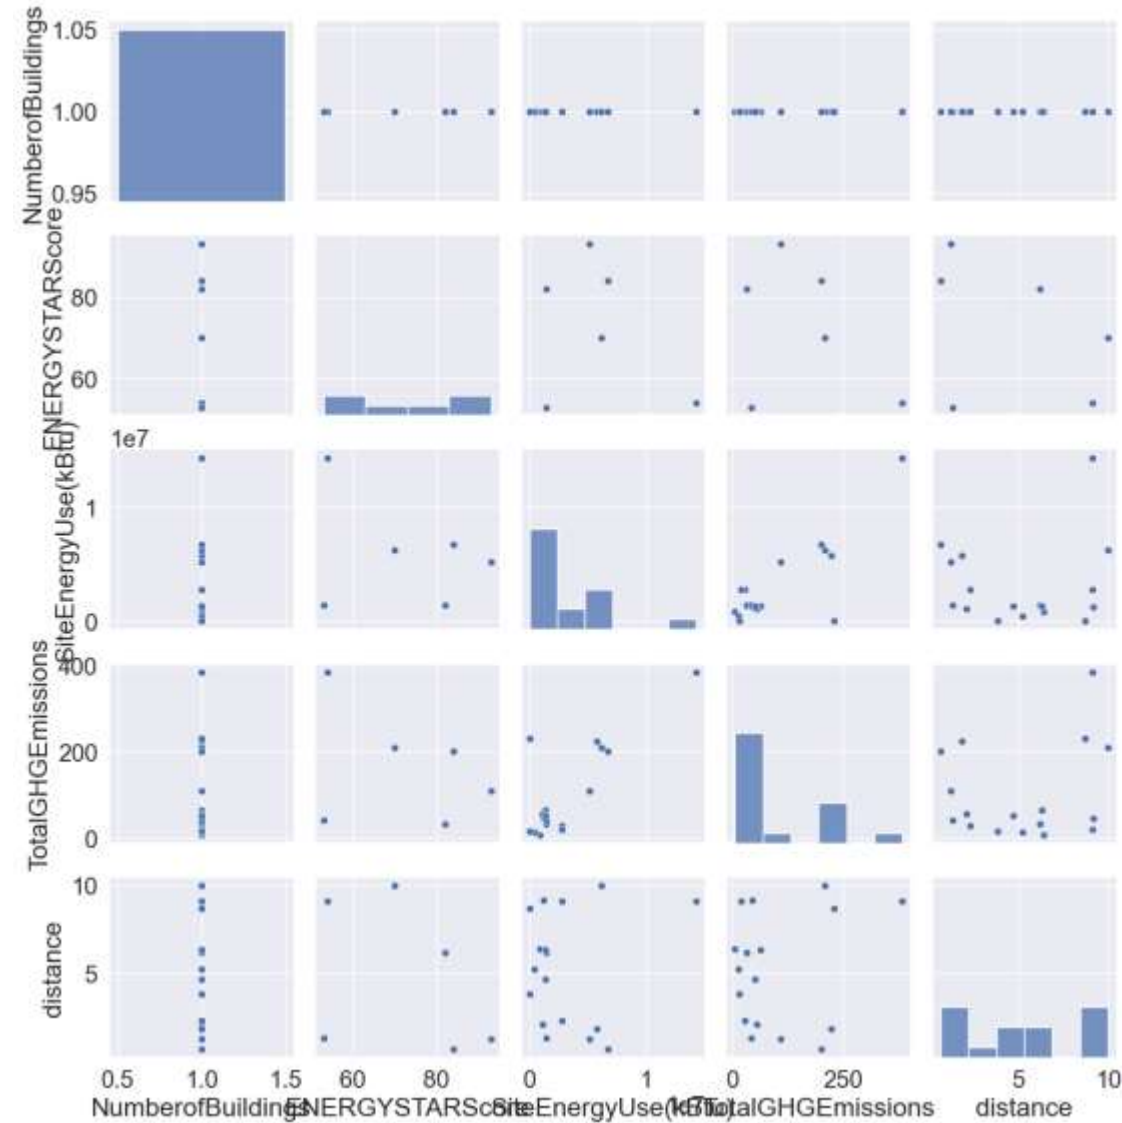 NumberofBuildings
1.05
1.00
0.95
ENERGYSTARScore
80
60
SiteEnergyUse(kBtu)
1e7
1
0
TotalGHGEmissions
400
200
0
distance
10
5
0.5 1.0 1.5
NumberofBuildings
60 80
ENERGYSTARScore
0 1
1e7
SiteEnergyUse(kBtu)
0 250
TotalGHGEmissions
5 10
distance